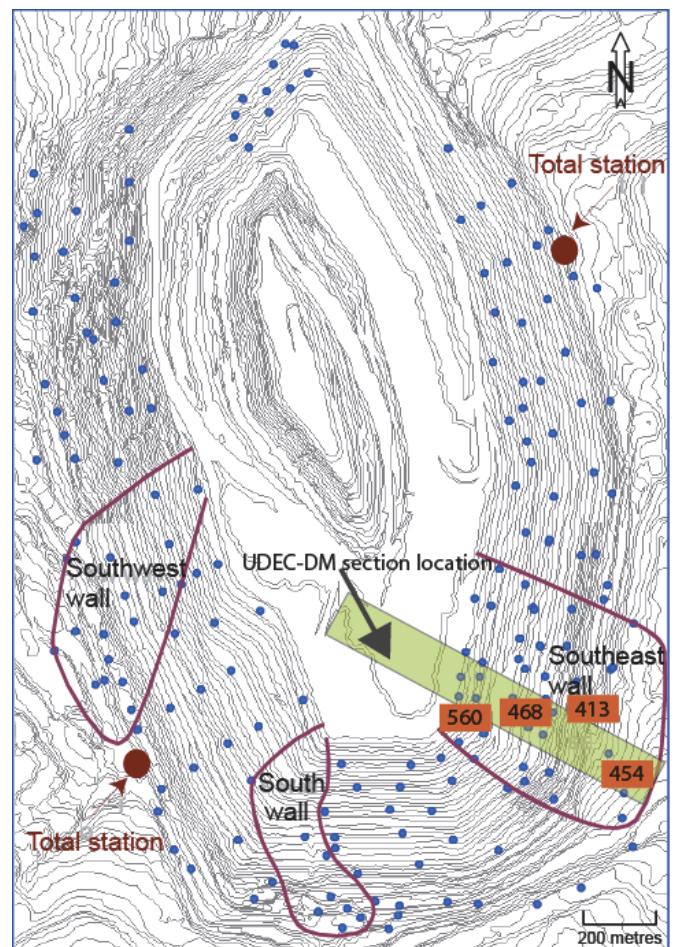 N
Total station
UDEC-DM section location
Southwest
wall
Southeast
wall
560
468
413
454
South
wall
Total station
200 metres